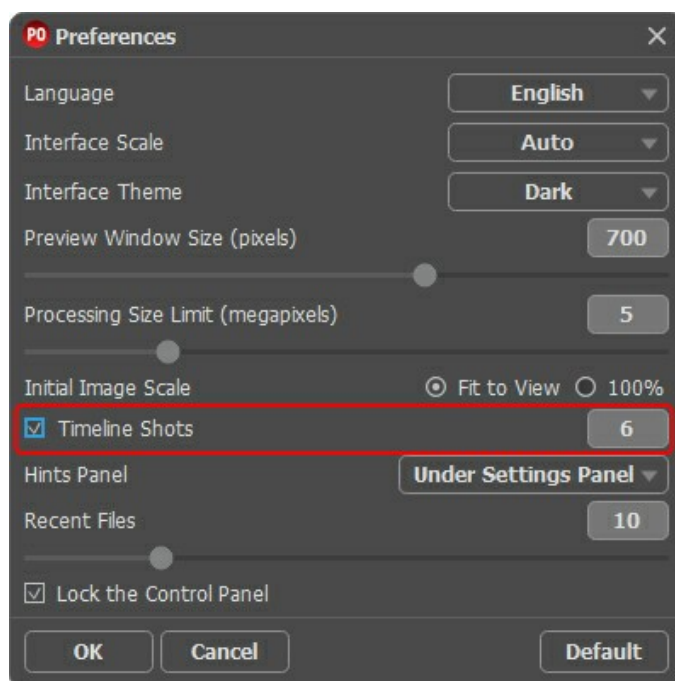 PO Preferences
Language English
Interface Scale Auto
Interface Theme Dark
Preview Window Size (pixels) 700
Processing Size Limit (megapixels) 5
Initial Image Scale Fit to View 100%
Timeline Shots 6
Hints Panel Under Settings Panel
Recent Files 10
Lock the Control Panel
OK Cancel Default